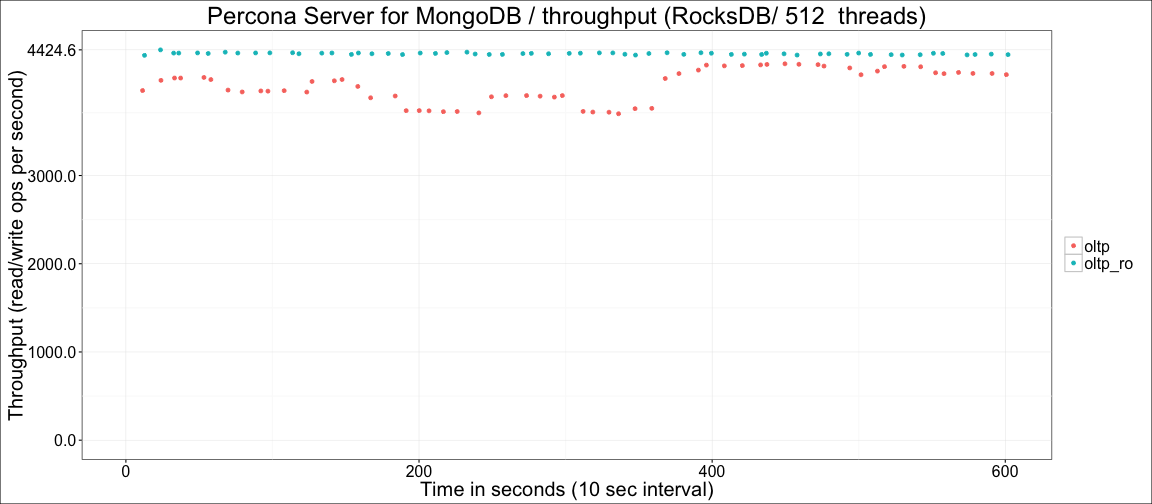 Percona Server for MongoDB / throughput (RocksDB/ 512  threads)
Throughput (read/write ops per second)
4424.6
3000.0
2000.0
1000.0
0.0
0
200
400
600
Time in seconds (10 sec interval)
oltp
oltp_ro